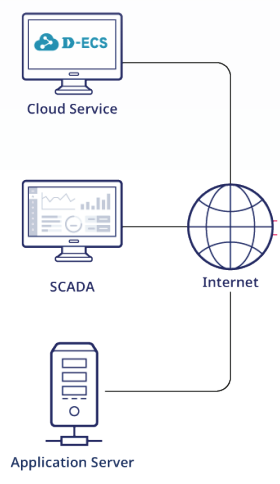 D-ECS
Cloud Service
SCADA
Internet
Application Server